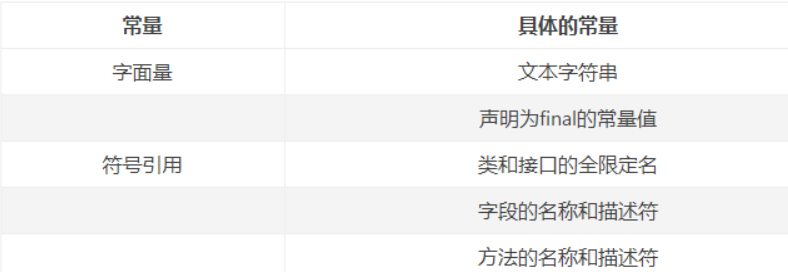 常量 具体的常量
字面量 文本字符串
声明为final的常量值
符号引用 类和接口的全限定名
字段的名称和描述符
方法的名称和描述符